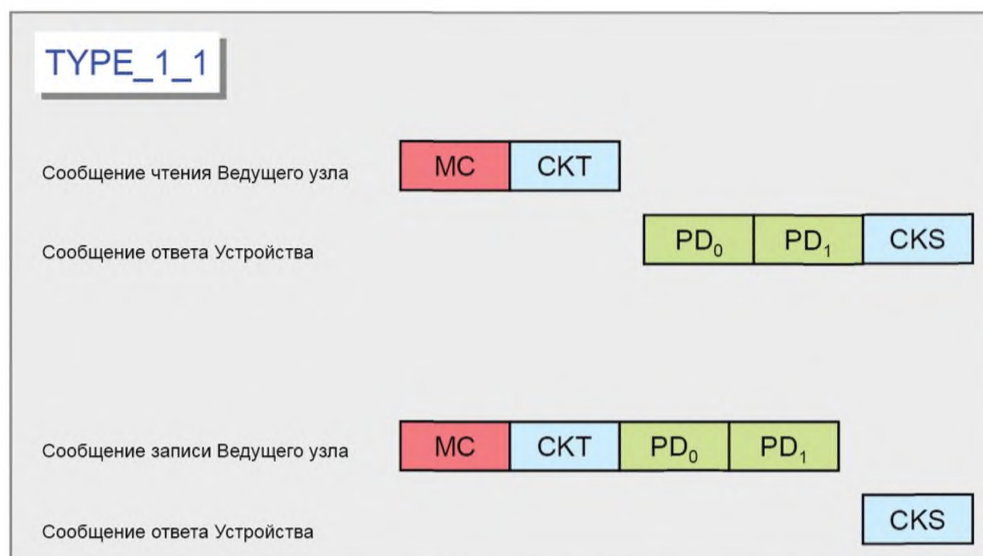 TYPE_1_1
Сообщение чтения Ведущего узла MC CKT
Сообщение ответа Устройства PD₀ PD₁ CKS
Сообщение записи Ведущего узла MC CKT PD₀ PD₁
Сообщение ответа Устройства CKS